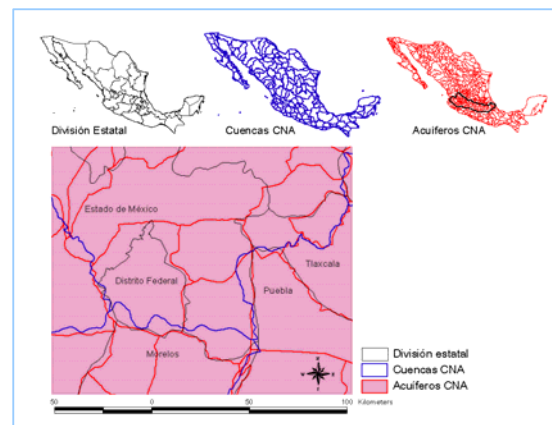 División Estatal
Cuencas CNA
Acuíferos CNA
Estado de México
Tlaxcala
Distrito Federal
Puebla
Morelos
División estatal
Cuencas CNA
Acuíferos CNA
50 0 50 100 Kilometers